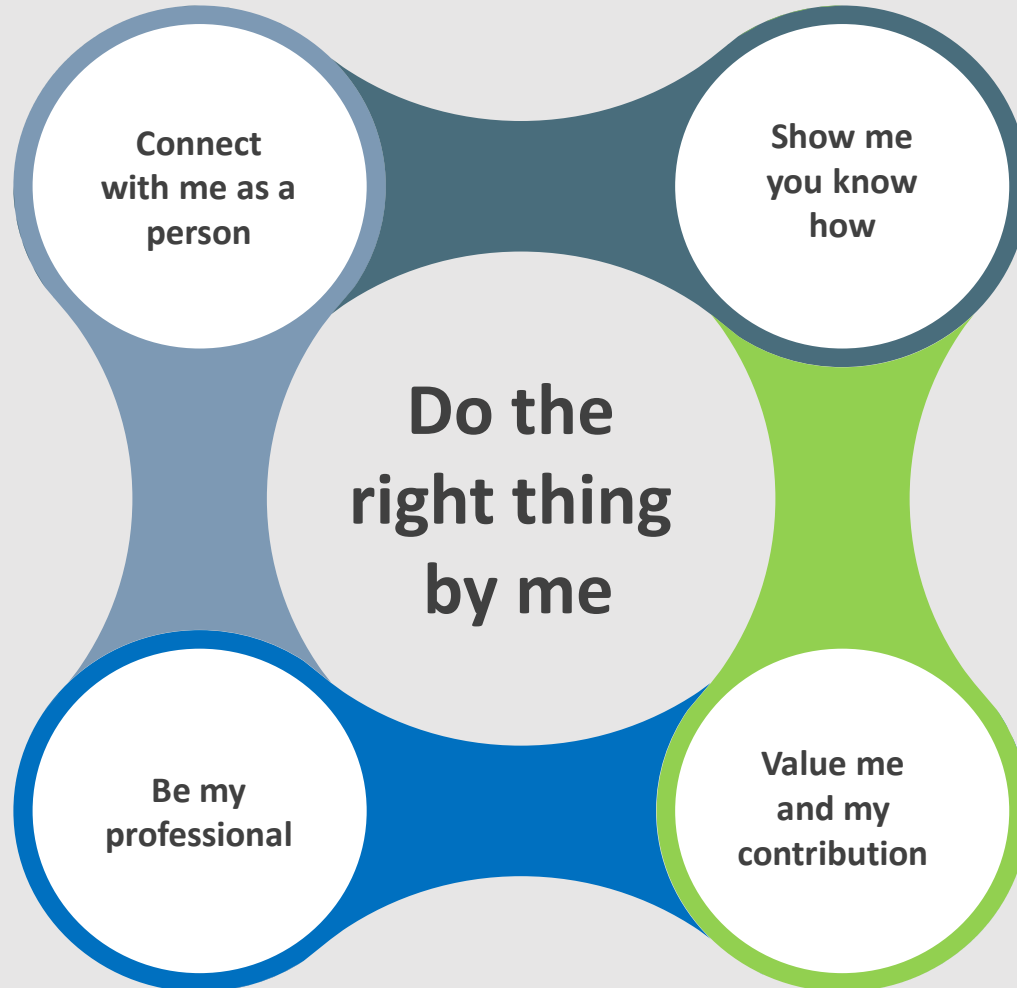 Connect
with me as a
person
Show me
you know
how
Do the
right thing
by me
Be my
professional
Value me
and my
contribution